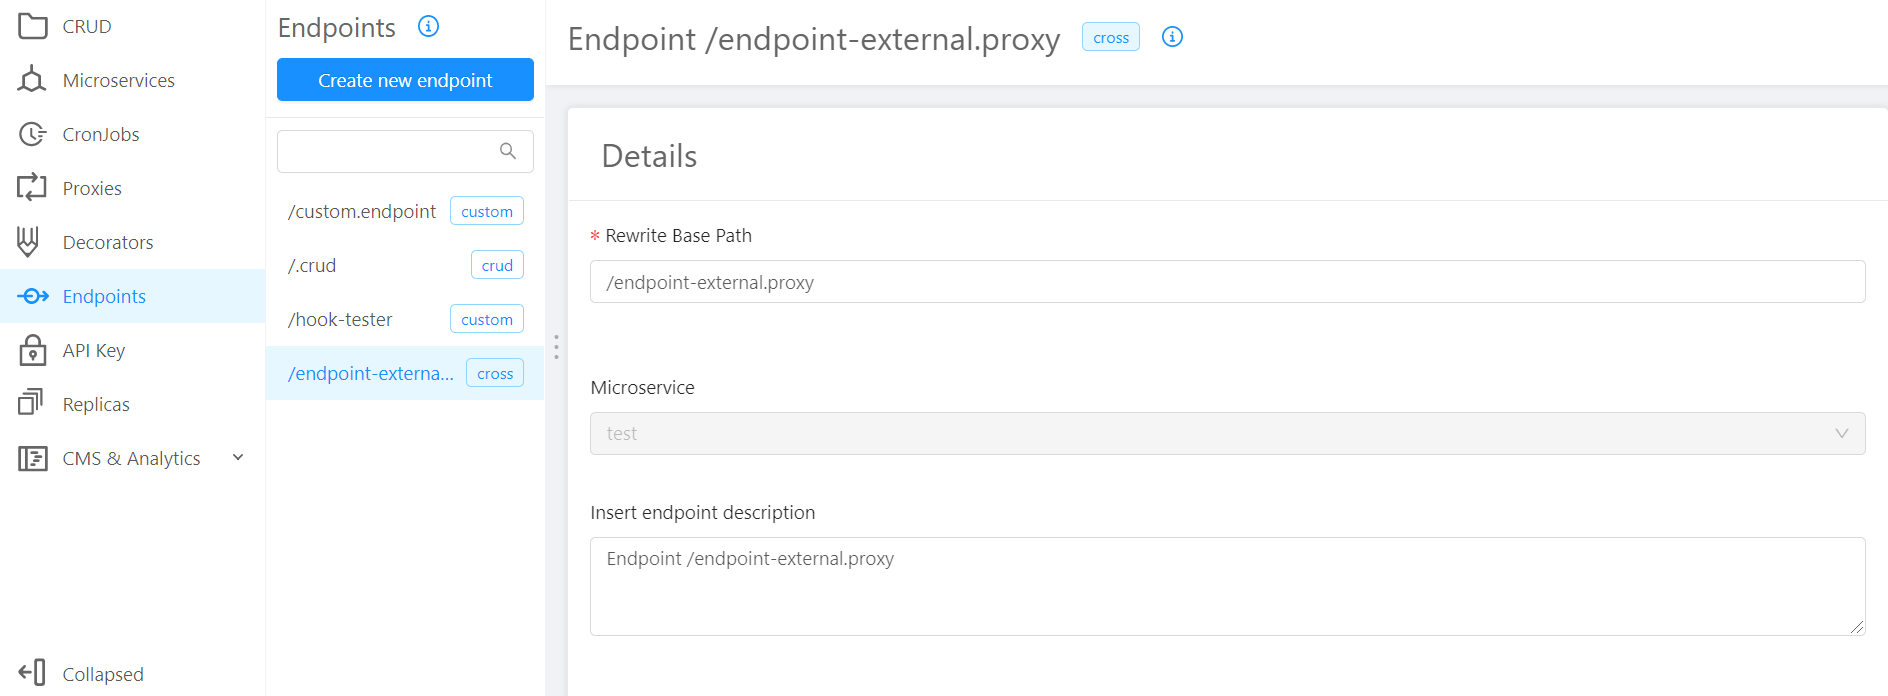 CRUD
Microservices
CronJobs
Proxies
Decorators
Endpoints
API Key
Replicas
CMS & Analytics
Collapsed
Endpoints
Create new endpoint
/custom.endpoint custom
/.crud crud
/hook-tester custom
/endpoint-externa... cross
Endpoint /endpoint-external.proxy cross
Details
* Rewrite Base Path
/endpoint-external.proxy
Microservice
test
Insert endpoint description
Endpoint /endpoint-external.proxy